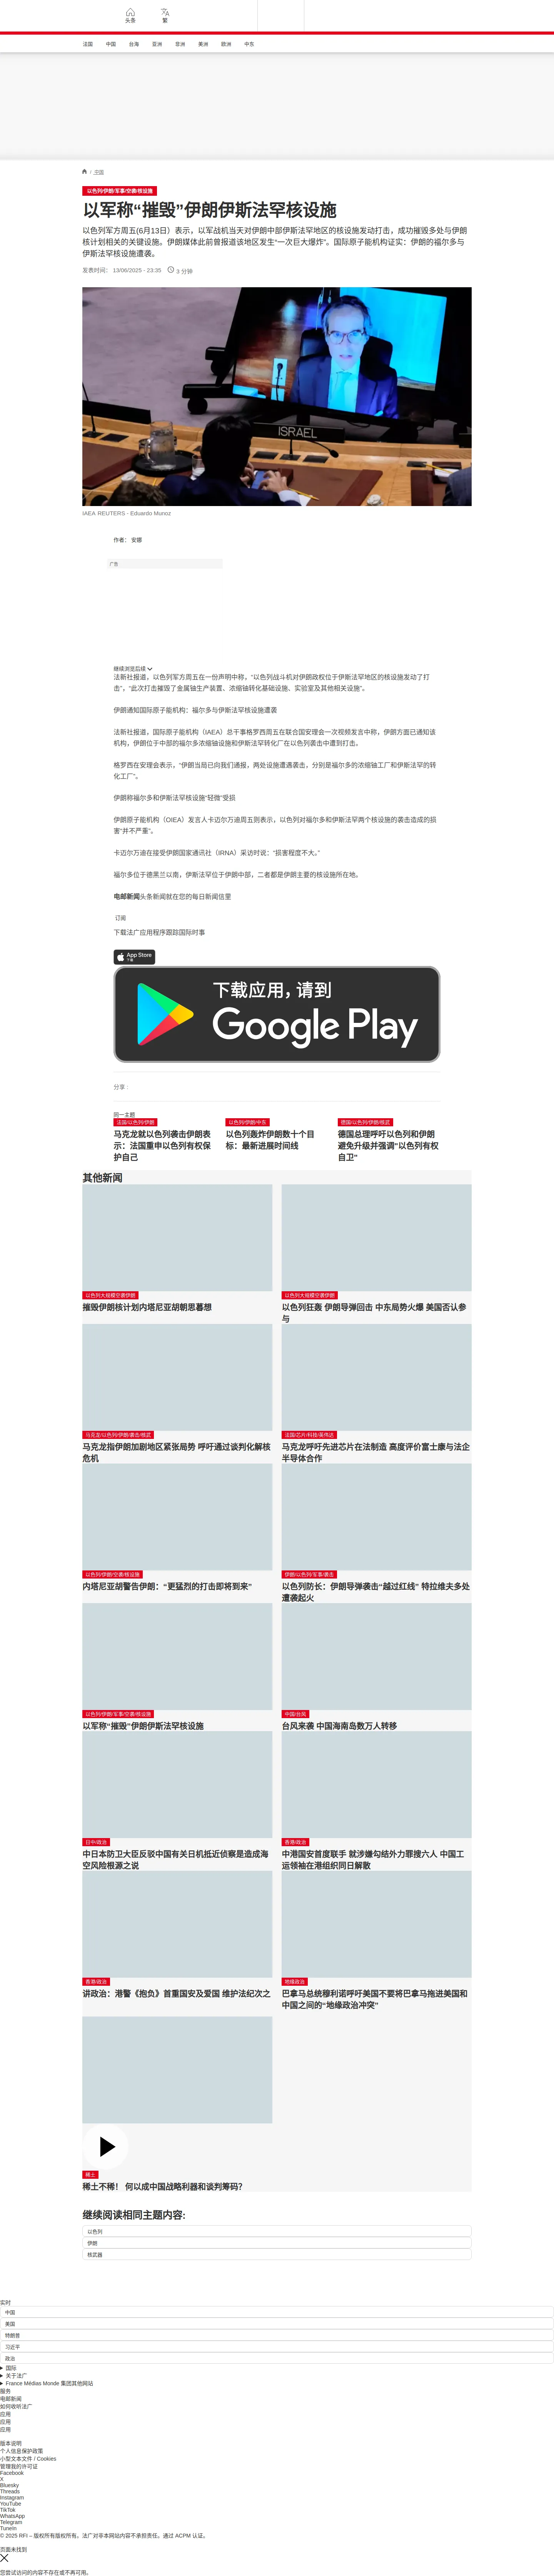 头条
繁
法国
中国
台海
亚洲
非洲
美洲
欧洲
中东
/ 中国
以色列/伊朗/军事/空袭/核设施
以军称“摧毁”伊朗伊斯法罕核设施
以色列军方周五(6月13日）表示，以军战机当天对伊朗中部伊斯法罕地区的核设施发动打击，成功摧毁多处与伊朗
核计划相关的关键设施。伊朗媒体此前曾报道该地区发生“一次巨大爆炸”。国际原子能机构证实：伊朗的福尔多与
伊斯法罕设施遭袭。
发表时间： 13/06/2025 - 23:35
3 分钟
ISRAEL
IAEA REUTERS - Eduardo Munoz
作者： 安娜
广告
继续浏览后续
法新社报道，以色列军方周五在一份声明中称，“以色列战斗机对伊朗政权位于伊斯法罕地区的核设施发动了打
击”，“此次打击摧毁了金属铀生产装置、浓缩铀转化基础设施、实验室及其他相关设施”。
伊朗通知国际原子能机构：福尔多与伊斯法罕核设施遭袭
法新社报道，国际原子能机构（IAEA）总干事格罗西周五在联合国安理会一次视频发言中称，伊朗方面已通知该
机构，伊朗位于中部的福尔多浓缩铀设施和伊斯法罕转化厂在以色列袭击中遭到打击。
格罗西在安理会表示，“伊朗当局已向我们通报，两处设施遭遇袭击，分别是福尔多的浓缩铀工厂和伊斯法罕的转
化工厂”。
伊朗称福尔多和伊斯法罕核设施“轻微”受损
伊朗原子能机构（OIEA）发言人卡迈尔万迪周五则表示，以色列对福尔多和伊斯法罕两个核设施的袭击造成的损
害“并不严重”。
卡迈尔万迪在接受伊朗国家通讯社（IRNA）采访时说：“损害程度不大。”
福尔多位于德黑兰以南，伊斯法罕位于伊朗中部，二者都是伊朗主要的核设施所在地。
电邮新闻头条新闻就在您的每日新闻信里
订阅
下载法广应用程序跟踪国际时事
App Store
下载
下载应用，请到
Google Play
分享 :
同一主题
法国/以色列/伊朗
马克龙就以色列袭击伊朗表
示：法国重申以色列有权保
护自己
以色列/伊朗/中东
以色列轰炸伊朗数十个目
标：最新进展时间线
德国/以色列/伊朗/核武
德国总理呼吁以色列和伊朗
避免升级并强调“以色列有权
自卫”
其他新闻
以色列大规模空袭伊朗
摧毁伊朗核计划内塔尼亚胡朝思暮想
以色列大规模空袭伊朗
以色列狂轰 伊朗导弹回击 中东局势火爆 美国否认参
与
马克龙/以色列/伊朗/袭击/核武
马克龙指伊朗加剧地区紧张局势 呼吁通过谈判化解核
危机
法国/芯片/科技/英伟达
马克龙呼吁先进芯片在法制造 高度评价富士康与法企
半导体合作
以色列/伊朗/空袭/核设施
内塔尼亚胡警告伊朗：“更猛烈的打击即将到来”
伊朗/以色列/军事/袭击
以色列防长：伊朗导弹袭击“越过红线” 特拉维夫多处
遭袭起火
以色列/伊朗/军事/空袭/核设施
以军称“摧毁”伊朗伊斯法罕核设施
中国/台风
台风来袭 中国海南岛数万人转移
日中/政治
中日本防卫大臣反驳中国有关日机抵近侦察是造成海
空风险根源之说
香港/政治
中港国安首度联手 就涉嫌勾结外力罪搜六人 中国工
运领袖在港组织同日解散
香港/政治
讲政治：港警《抱负》首重国安及爱国 维护法纪次之
地缘政治
巴拿马总统穆利诺呼吁美国不要将巴拿马拖进美国和
中国之间的“地缘政治冲突”
稀土
稀土不稀！ 何以成中国战略利器和谈判筹码？
继续阅读相同主题内容:
以色列
伊朗
核武器
实时
中国
美国
特朗普
习近平
政治
国际
关于法广
France Médias Monde 集团其他网站
服务
电邮新闻
如何收听法广
应用
应用
应用
版本说明
个人信息保护政策
小型文本文件 / Cookies
管理我的许可证
Facebook
X
Bluesky
Threads
Instagram
YouTube
TikTok
WhatsApp
Telegram
TuneIn
© 2025 RFI – 版权所有版权所有。法广对非本网站内容不承担责任。通过 ACPM 认证。
页面未找到
您尝试访问的内容不存在或不再可用。